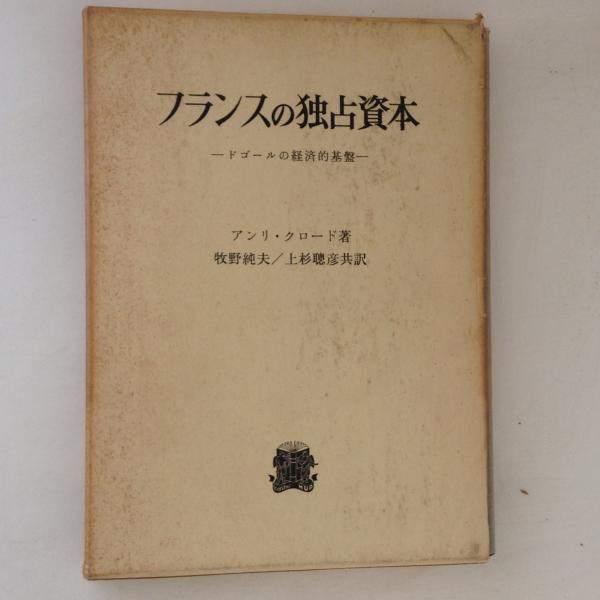 フランスの独占資本
―ドゴールの経済的基盤―
アンリ・クロード著
牧野純夫／上杉聰彦共訳
HUP